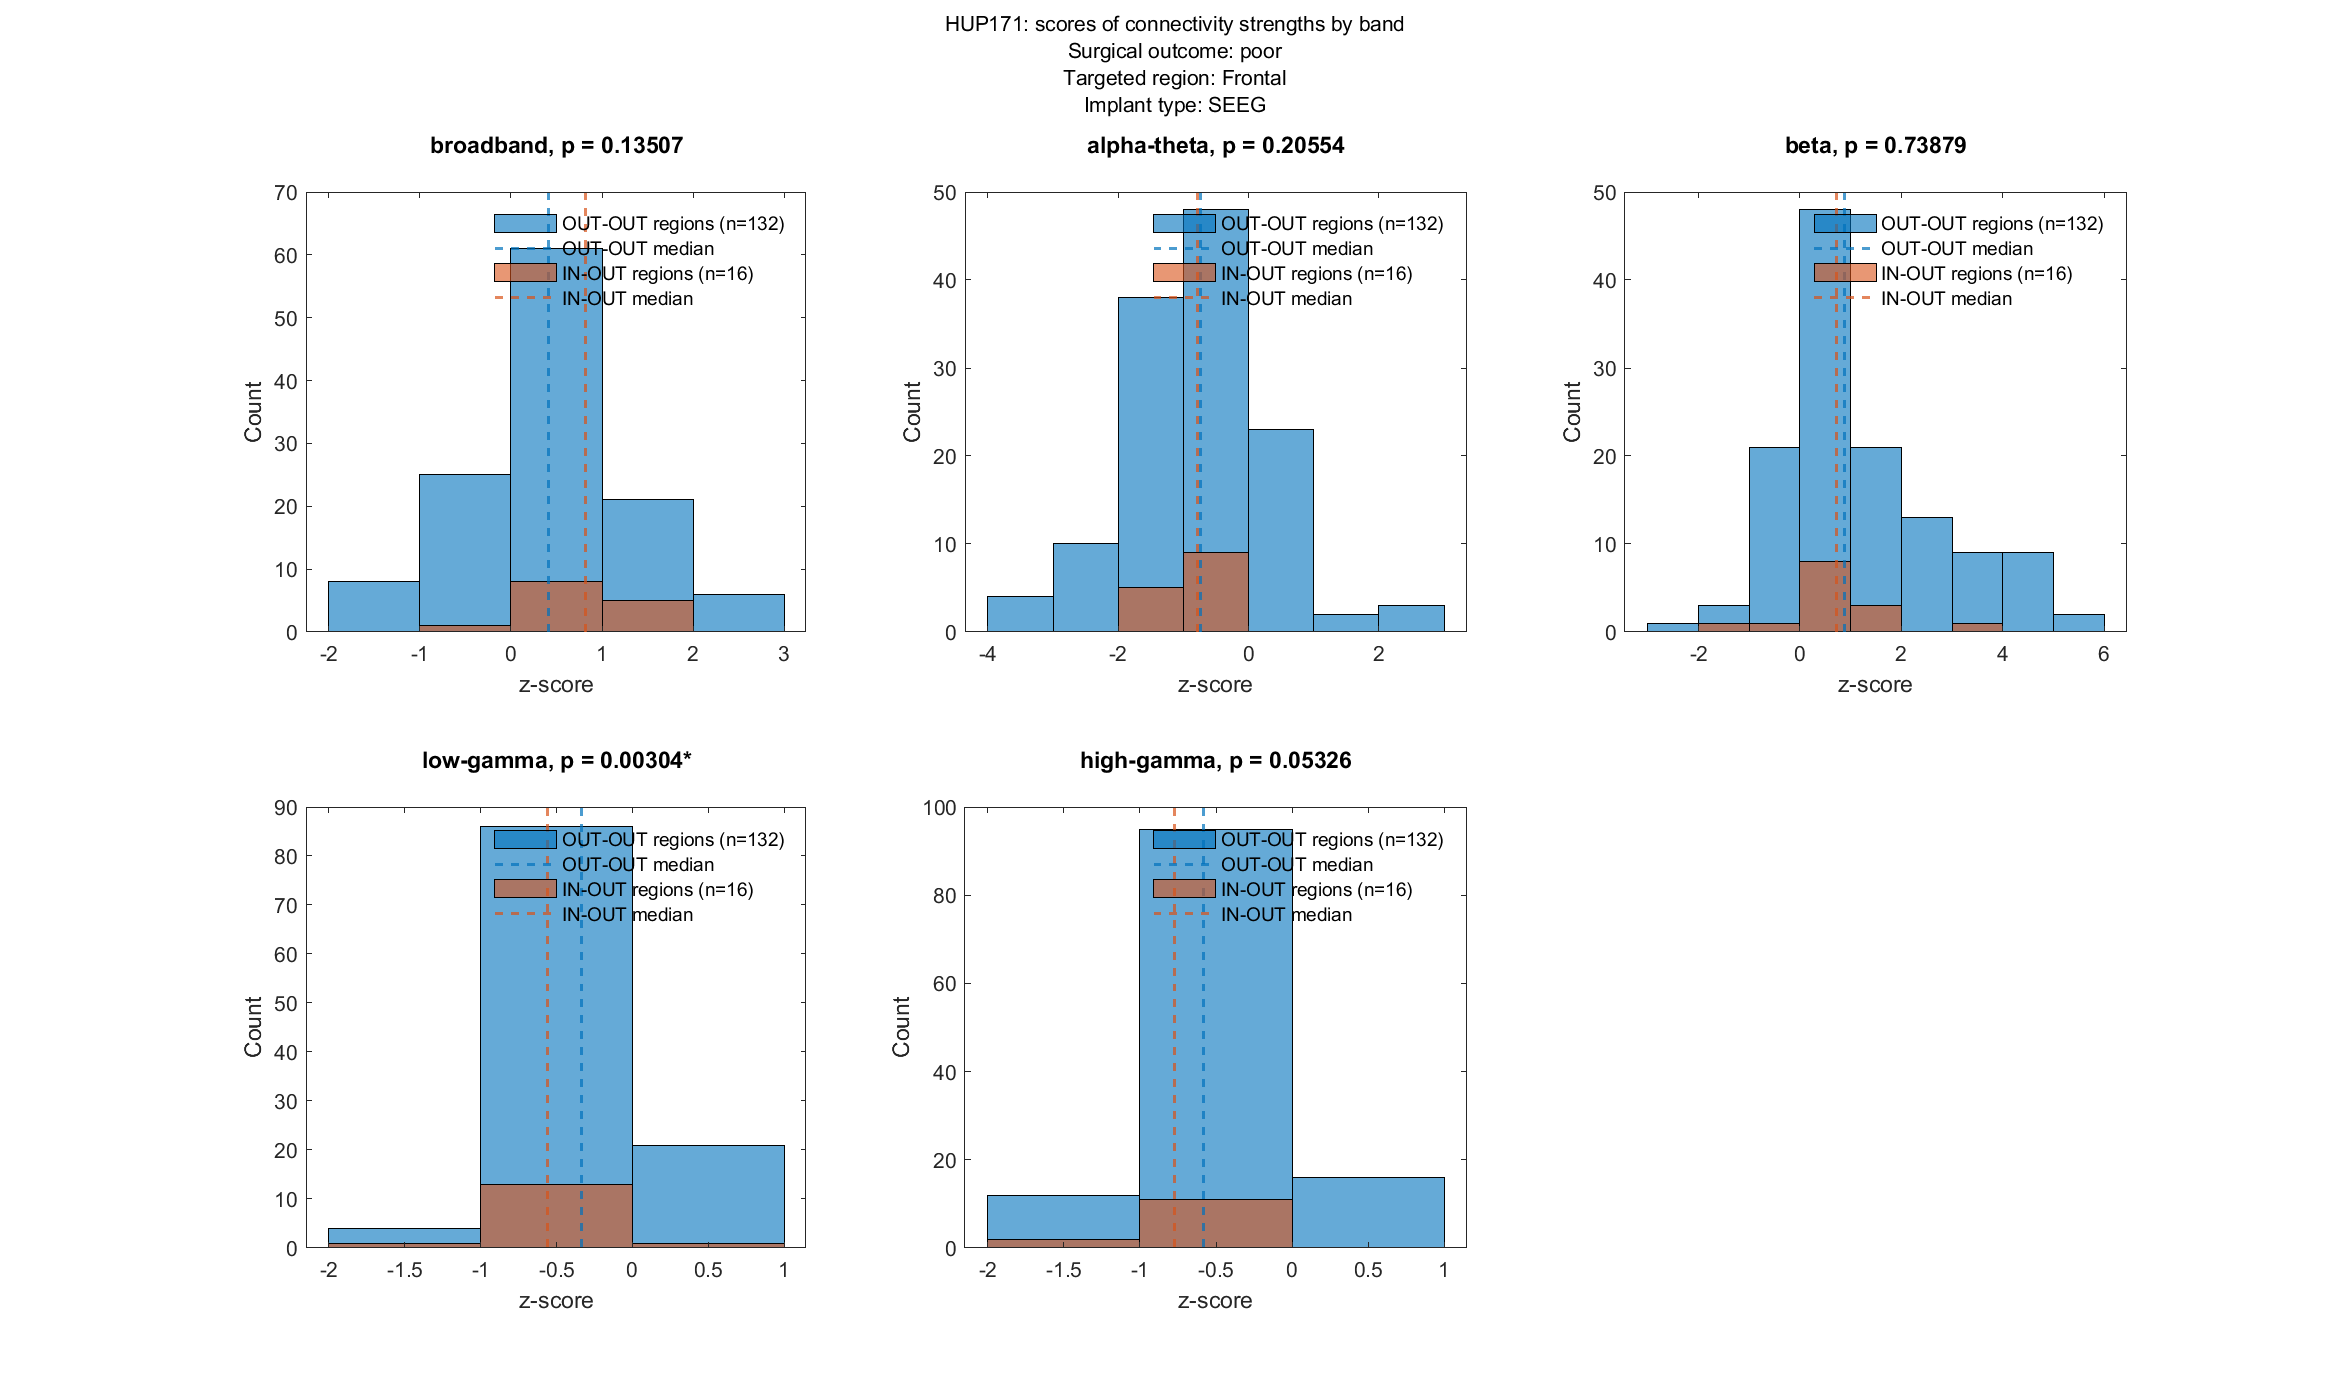 HUP171: scores of connectivity strengths by band
Surgical outcome: poor
Targeted region: Frontal
Implant type: SEEG
broadband, p = 0.13507
70
60
50
40
30
20
10
0
Count
-2 -1 0 1 2 3
z-score
OUT-OUT regions (n=132)
OUT-OUT median
IN-OUT regions (n=16)
IN-OUT median
alpha-theta, p = 0.20554
50
40
30
20
10
0
Count
-4 -2 0 2
z-score
OUT-OUT regions (n=132)
OUT-OUT median
IN-OUT regions (n=16)
IN-OUT median
beta, p = 0.73879
50
40
30
20
10
0
Count
-2 0 2 4 6
z-score
OUT-OUT regions (n=132)
OUT-OUT median
IN-OUT regions (n=16)
IN-OUT median
low-gamma, p = 0.00304*
90
80
70
60
50
40
30
20
10
0
Count
-2 -1.5 -1 -0.5 0 0.5 1
z-score
OUT-OUT regions (n=132)
OUT-OUT median
IN-OUT regions (n=16)
IN-OUT median
high-gamma, p = 0.05326
100
80
60
40
20
0
Count
-2 -1.5 -1 -0.5 0 0.5 1
z-score
OUT-OUT regions (n=132)
OUT-OUT median
IN-OUT regions (n=16)
IN-OUT median